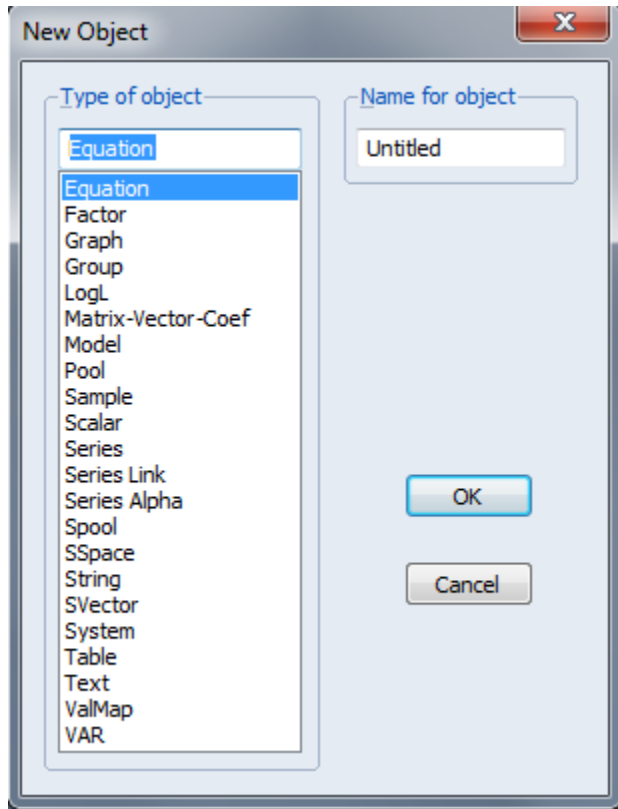 New Object
Type of object
Name for object
Equation
Untitled
Equation
Factor
Graph
Group
LogL
Matrix-Vector-Coef
Model
Pool
Sample
Scalar
Series
Series Link
Series Alpha
Spool
SSpace
String
SVector
System
Table
Text
ValMap
VAR
OK
Cancel